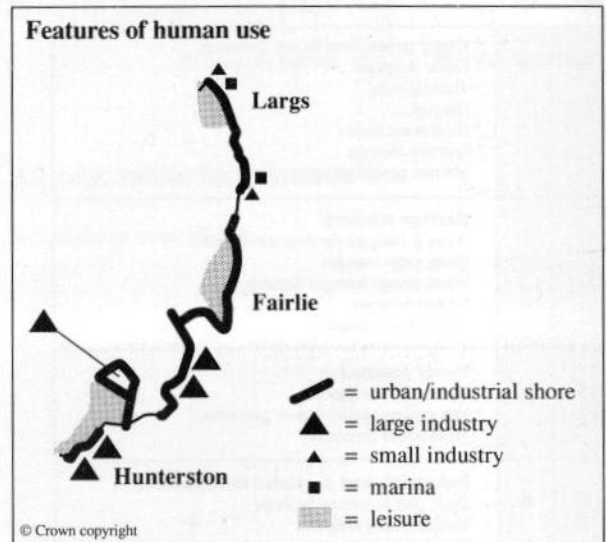 Features of human use
Largs
Fairlie
= urban/industrial shore
= large industry
= small industry
Hunterston
= marina
= leisure
© Crown copyright